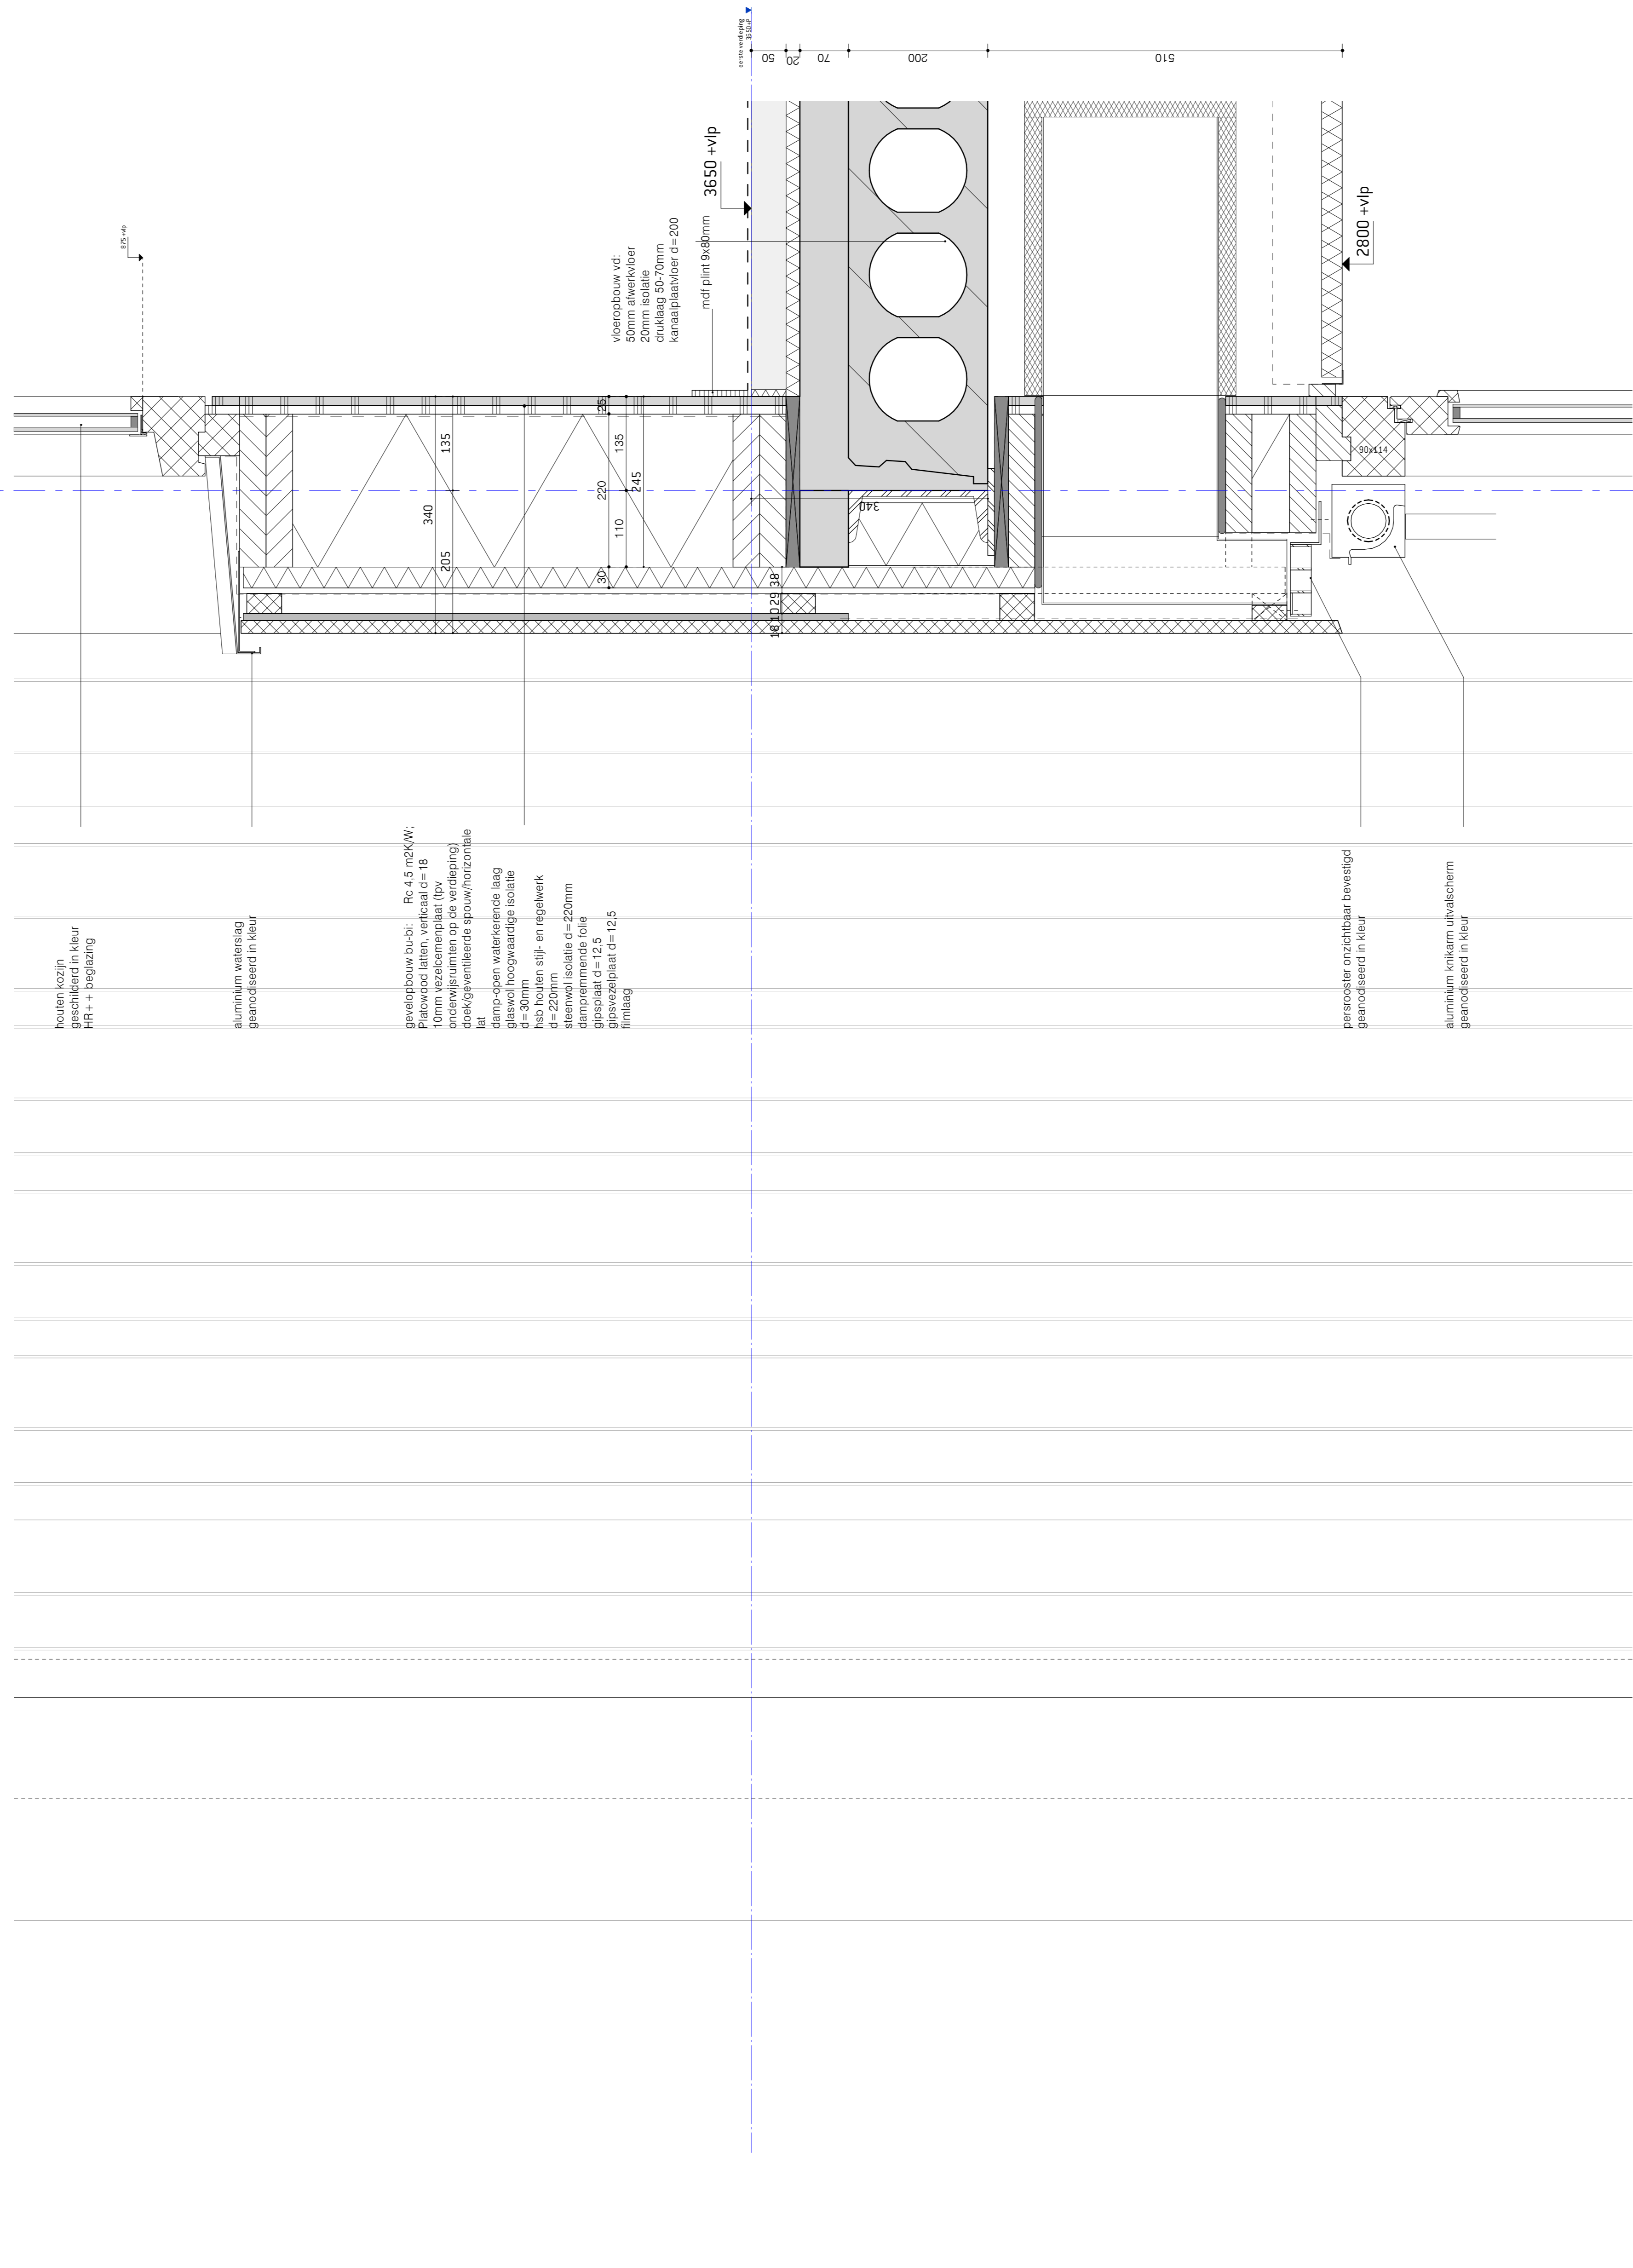 eerste verdieping
3650+P
50
20
70
200
510
3650 +vlp
875 +vlp
2800 +vlp
vloeropbouw vd:
50mm afwerkvloer
20mm isolatie
druklaag 50-70mm
kanaalplaatvloer d=200
mdf plint 9x80mm
25
135
135
340
220
245
110
205
30
340
38
29
10
18
90x114
houten kozijn
geschilderd in kleur
HR++ beglazing
aluminium waterslag
geanodiseerd in kleur
gevelopbouw bu-bi: Rc 4,5 m2K/W;
Platowood latten, verticaal d=18
10mm vezelcementplaat (tpv
onderwijsruimten op de verdieping)
doek/geventileerde spouw/horizontale
lat
damp-open waterkerende laag
glaswol hoogwaardige isolatie
d=30mm
hsb houten stijl- en regelwerk
d=220mm
steenwol isolatie d=220mm
dampremmende folie
gipsplaat d=12,5
gipsvezelplaat d=12,5
filmlaag
persrooster onzichtbaar bevestigd
geanodiseerd in kleur
aluminium knikarm uitvalscherm
geanodiseerd in kleur